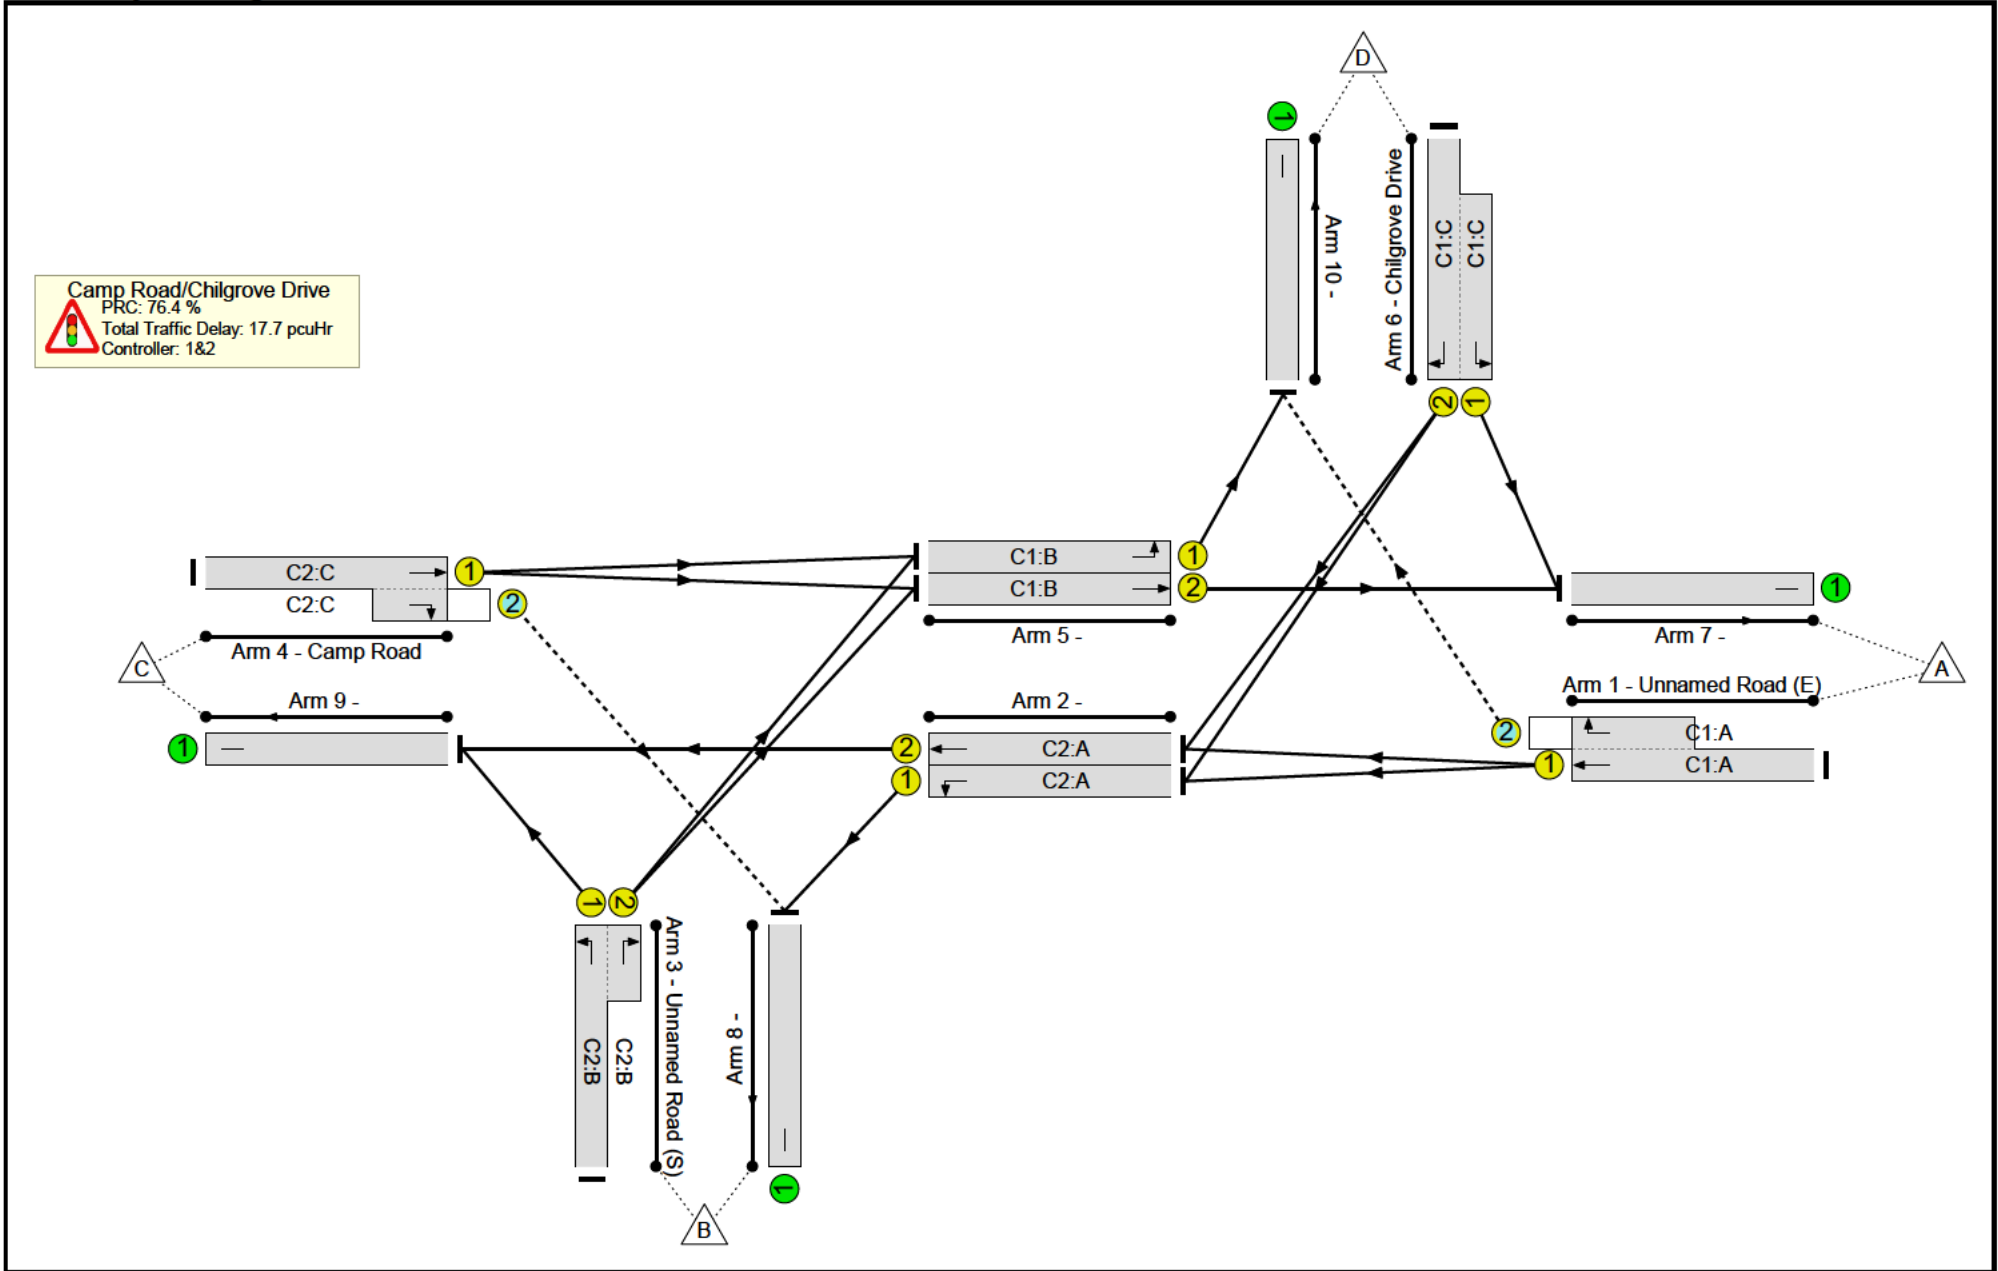 D
1
Arm 10 -
Arm 6 - Chilgrove Drive
C1:C
C1:C
2
1
Camp Road/Chilgrove Drive
PRC: 76.4 %
Total Traffic Delay: 17.7 pcuHr
Controller: 1&2
C2:C
1
C2:C
2
Arm 4 - Camp Road
C
C1:B
1
C1:B
2
Arm 5 -
1
Arm 7 -
A
Arm 1 - Unnamed Road (E)
Arm 9 -
1
Arm 2 -
2
C2:A
1
C2:A
2
C1:A
1
C1:A
1
2
Arm 3 - Unnamed Road (S)
C2:B
C2:B
Arm 8 -
1
B